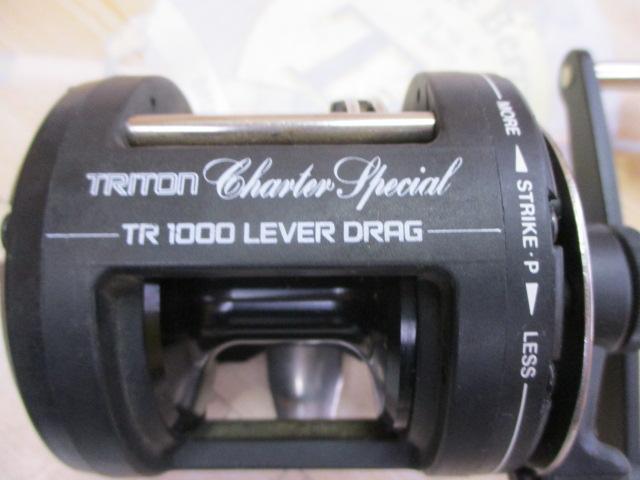 TRITON Charter Special
TR 1000 LEVER DRAG
MORE ◀ STRIKE·P ▶ LESS